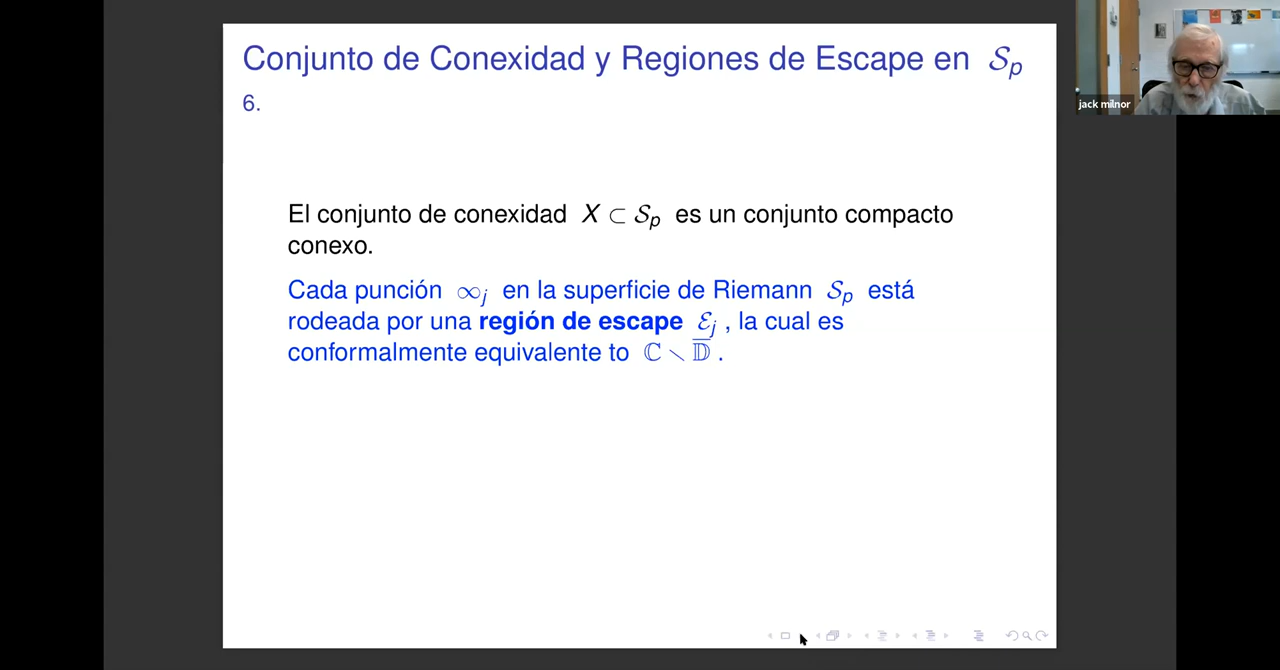 Conjunto de Conexidad y Regiones de Escape en 𝒮ₚ
6.
El conjunto de conexidad X ⊂ 𝒮ₚ es un conjunto compacto
conexo.
Cada punción ∞ⱼ en la superficie de Riemann 𝒮ₚ está
rodeada por una región de escape ℰⱼ , la cual es
conformalmente equivalente to ℂ ∖ 𝔻̅ .
jack milnor